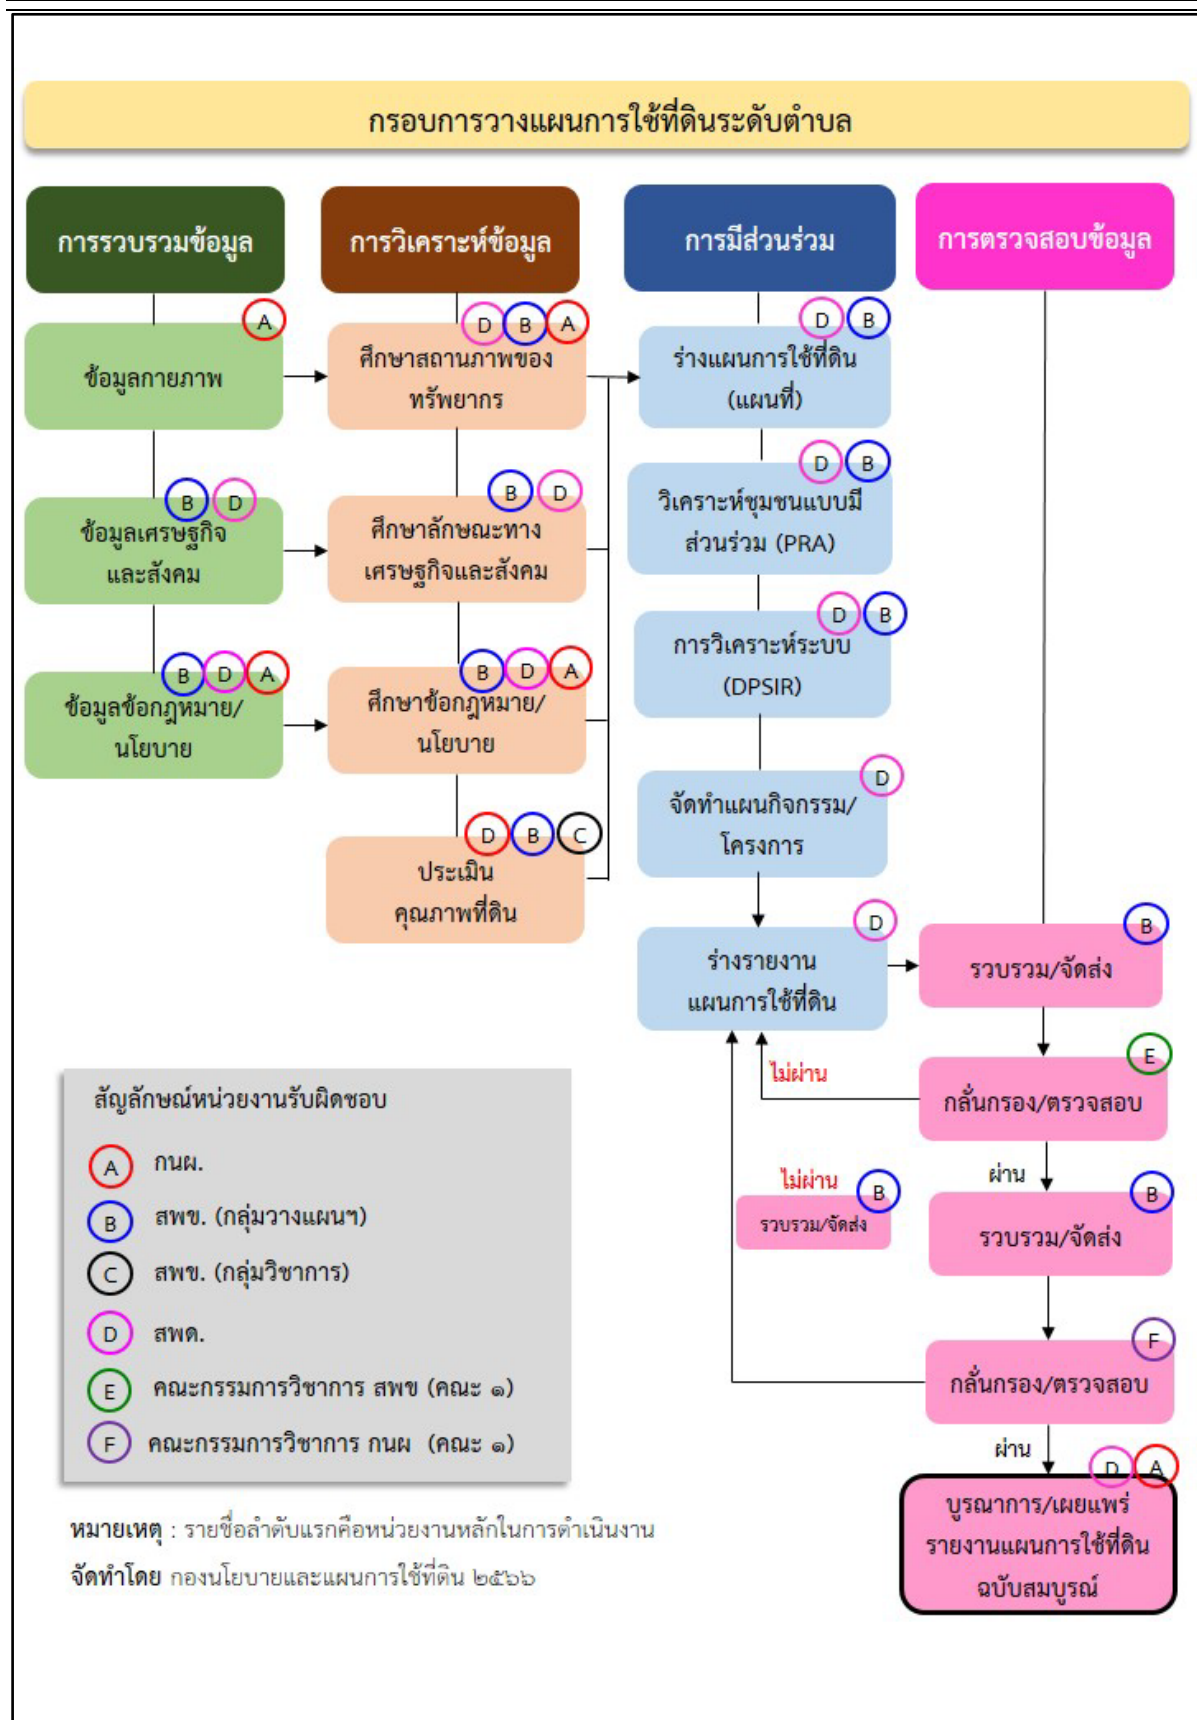 กรอบการวางแผนการใช้ที่ดินระดับตำบล
การรวบรวมข้อมูล
A
ข้อมูลกายภาพ
B D
ข้อมูลเศรษฐกิจ
และสังคม
B D A
ข้อมูลข้อกฎหมาย/
นโยบาย
การวิเคราะห์ข้อมูล
D B A
ศึกษาสถานภาพของ
ทรัพยากร
B D
ศึกษาลักษณะทาง
เศรษฐกิจและสังคม
B D A
ศึกษาข้อกฎหมาย/
นโยบาย
D B C
ประเมิน
คุณภาพที่ดิน
การมีส่วนร่วม
D B
ร่างแผนการใช้ที่ดิน
(แผนที่)
D B
วิเคราะห์ชุมชนแบบมี
ส่วนร่วม (PRA)
D B
การวิเคราะห์ระบบ
(DPSIR)
D
จัดทำแผนกิจกรรม/
โครงการ
D
ร่างรายงาน
แผนการใช้ที่ดิน
การตรวจสอบข้อมูล
B
รวบรวม/จัดส่ง
E
กลั่นกรอง/ตรวจสอบ
ไม่ผ่าน
ผ่าน
B
รวบรวม/จัดส่ง
ไม่ผ่าน
B
รวบรวม/จัดส่ง
F
กลั่นกรอง/ตรวจสอบ
ผ่าน
D A
บูรณาการ/เผยแพร่
รายงานแผนการใช้ที่ดิน
ฉบับสมบูรณ์
สัญลักษณ์หน่วยงานรับผิดชอบ
A กนผ.
B สพข. (กลุ่มวางแผนฯ)
C สพข. (กลุ่มวิชาการ)
D สพด.
E คณะกรรมการวิชาการ สพข (คณะ ๑)
F คณะกรรมการวิชาการ กนผ (คณะ ๑)
หมายเหตุ : รายชื่อลำดับแรกคือหน่วยงานหลักในการดำเนินงาน
จัดทำโดย กองนโยบายและแผนการใช้ที่ดิน ๒๕๖๖